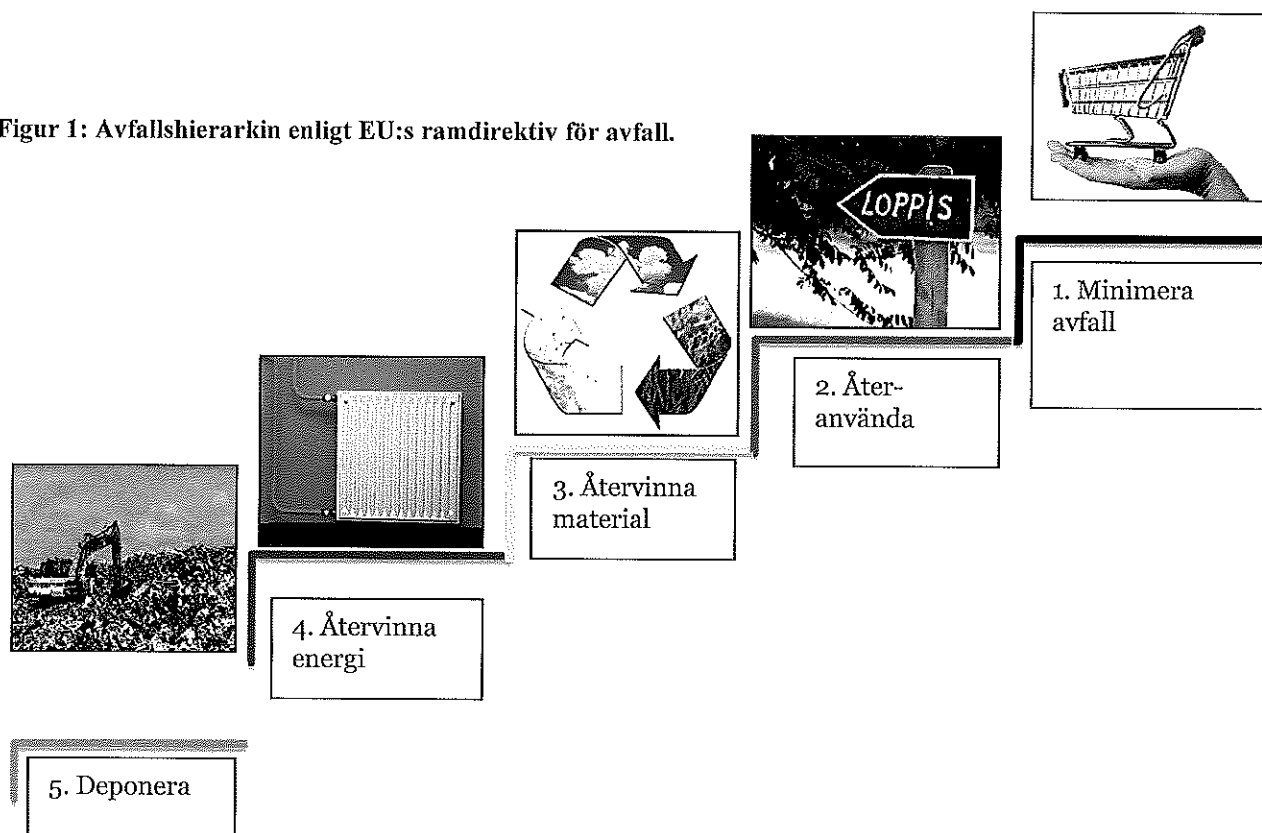 Figur 1: Avfallshierarkin enligt EU:s ramdirektiv för avfall.
LOPPIS
1. Minimera
avfall
2. Åter-
använda
3. Återvinna
material
4. Återvinna
energi
5. Deponera